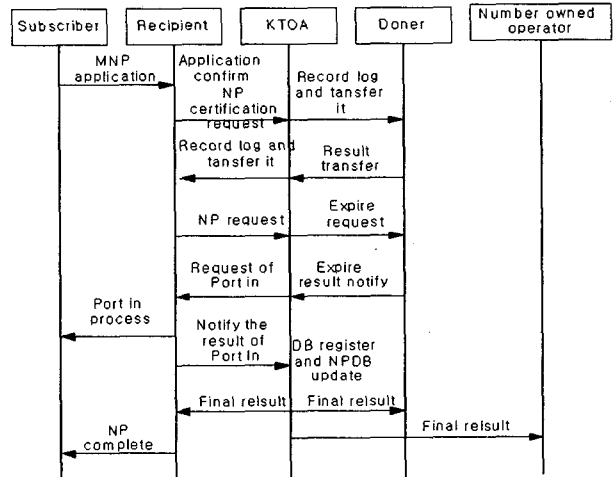 Subscriber
Recipient
KTOA
Doner
Number owned
operator
MNP
application
Application
confirm
NP
certification
request
Record log
and tansfer
it
Record log and
tansfer it
Result
transfer
NP request
Expire
request
Request of
Port in
Expire
result notify
Port in
process
Notify the
result of
Port In
DB register
and NPDB
update
Final relsult
Final relsult
Final relsult
NP
complete